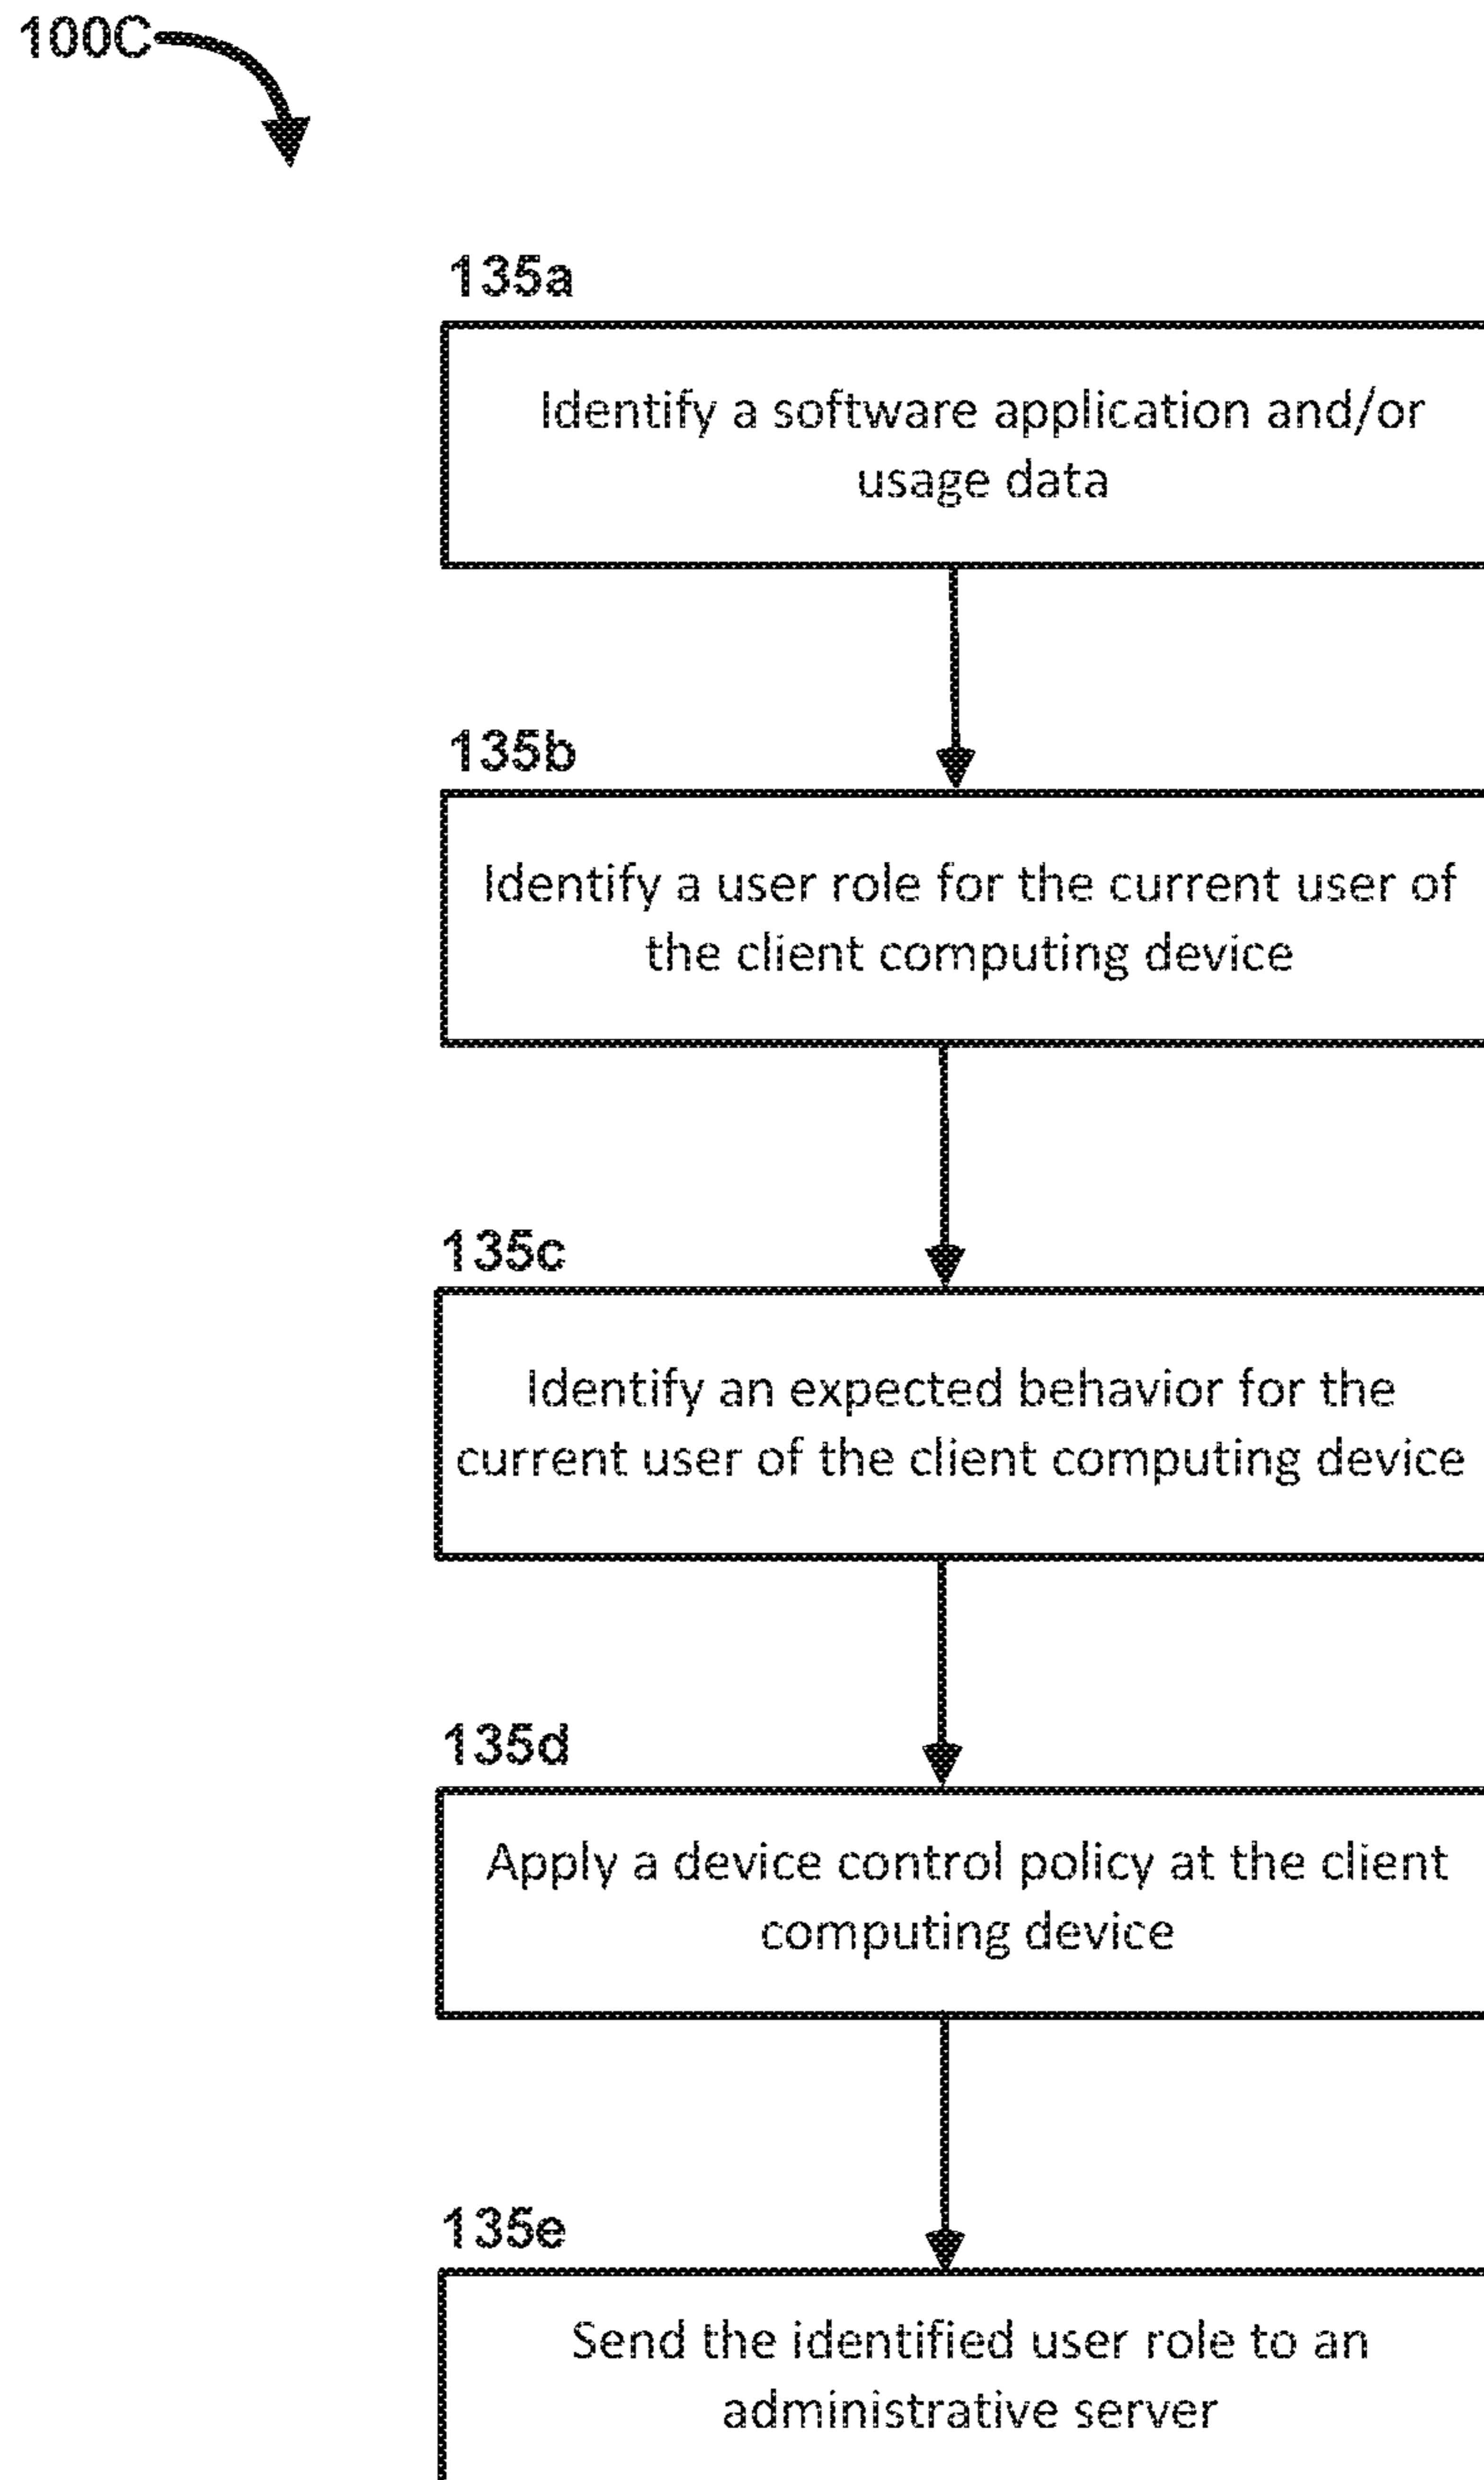 100C
135a
Identify a software application and/or
usage data
135b
Identify a user role for the current user of
the client computing device
135c
Identify an expected behavior for the
current user of the client computing device
135d
Apply a device control policy at the client
computing device
135e
Send the identified user role to an
administrative server